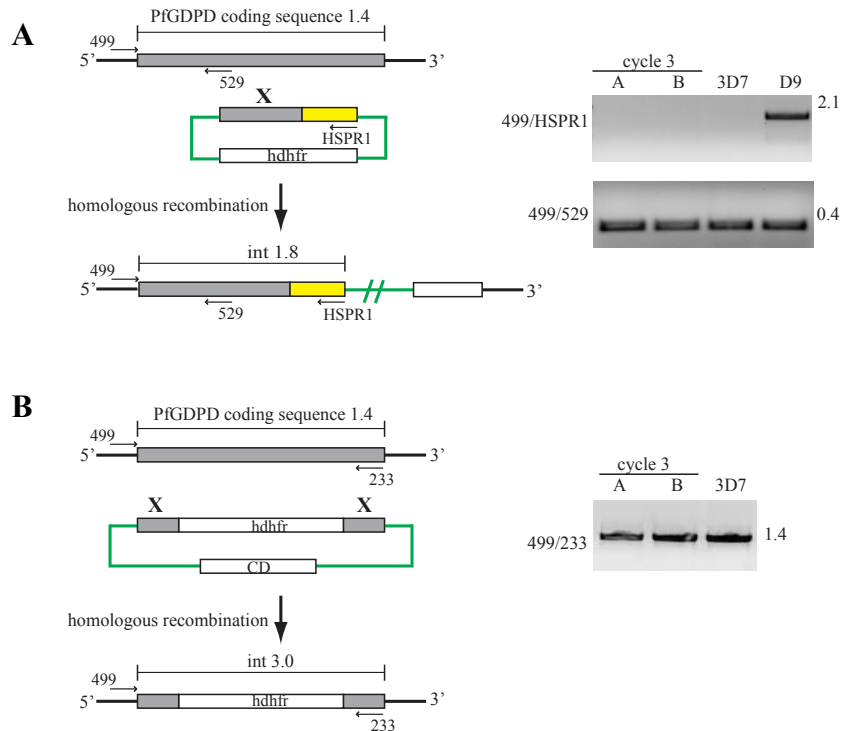 A
PfGDPD coding sequence 1.4
499
5’
3’
529
X
HSPR1
hdhfr
homologous recombination
int 1.8
499
5’
3’
529
HSPR1
cycle 3
A B 3D7 D9
499/HSPR1
2.1
499/529
0.4
B
PfGDPD coding sequence 1.4
499
5’
3’
233
X X
hdhfr
CD
homologous recombination
int 3.0
499
5’
hdhfr
3’
233
cycle 3
A B 3D7
499/233
1.4